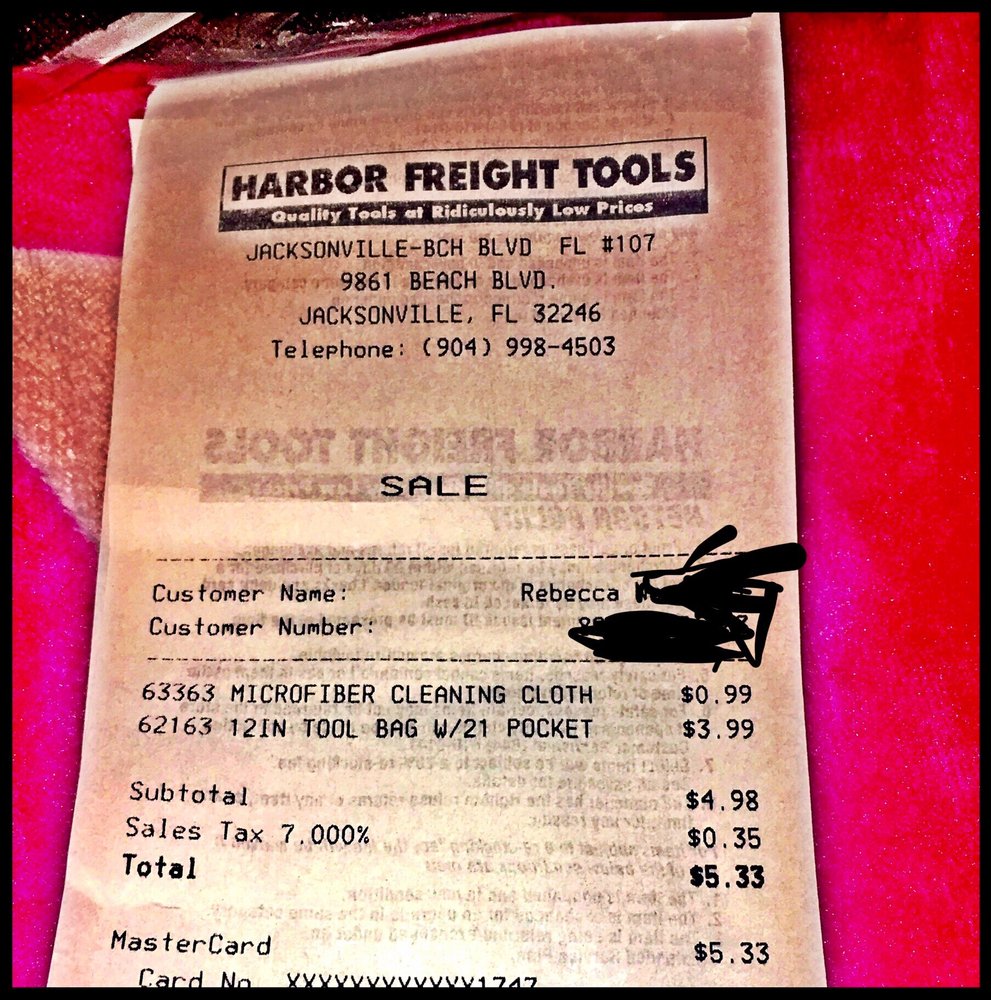 HARBOR FREIGHT TOOLS
Quality Tools at Ridiculously Low Prices
JACKSONVILLE-BCH BLVD FL #107
9861 BEACH BLVD.
JACKSONVILLE, FL 32246
Telephone: (904) 998-4503
SALE
Customer Name: Rebecca
Customer Number:
63363 MICROFIBER CLEANING CLOTH $0.99
62163 12IN TOOL BAG W/21 POCKET $3.99
Subtotal $4.98
Sales Tax 7.000% $0.35
Total $5.33
MasterCard $5.33
Card No. XXXXXXXXXXXX1747